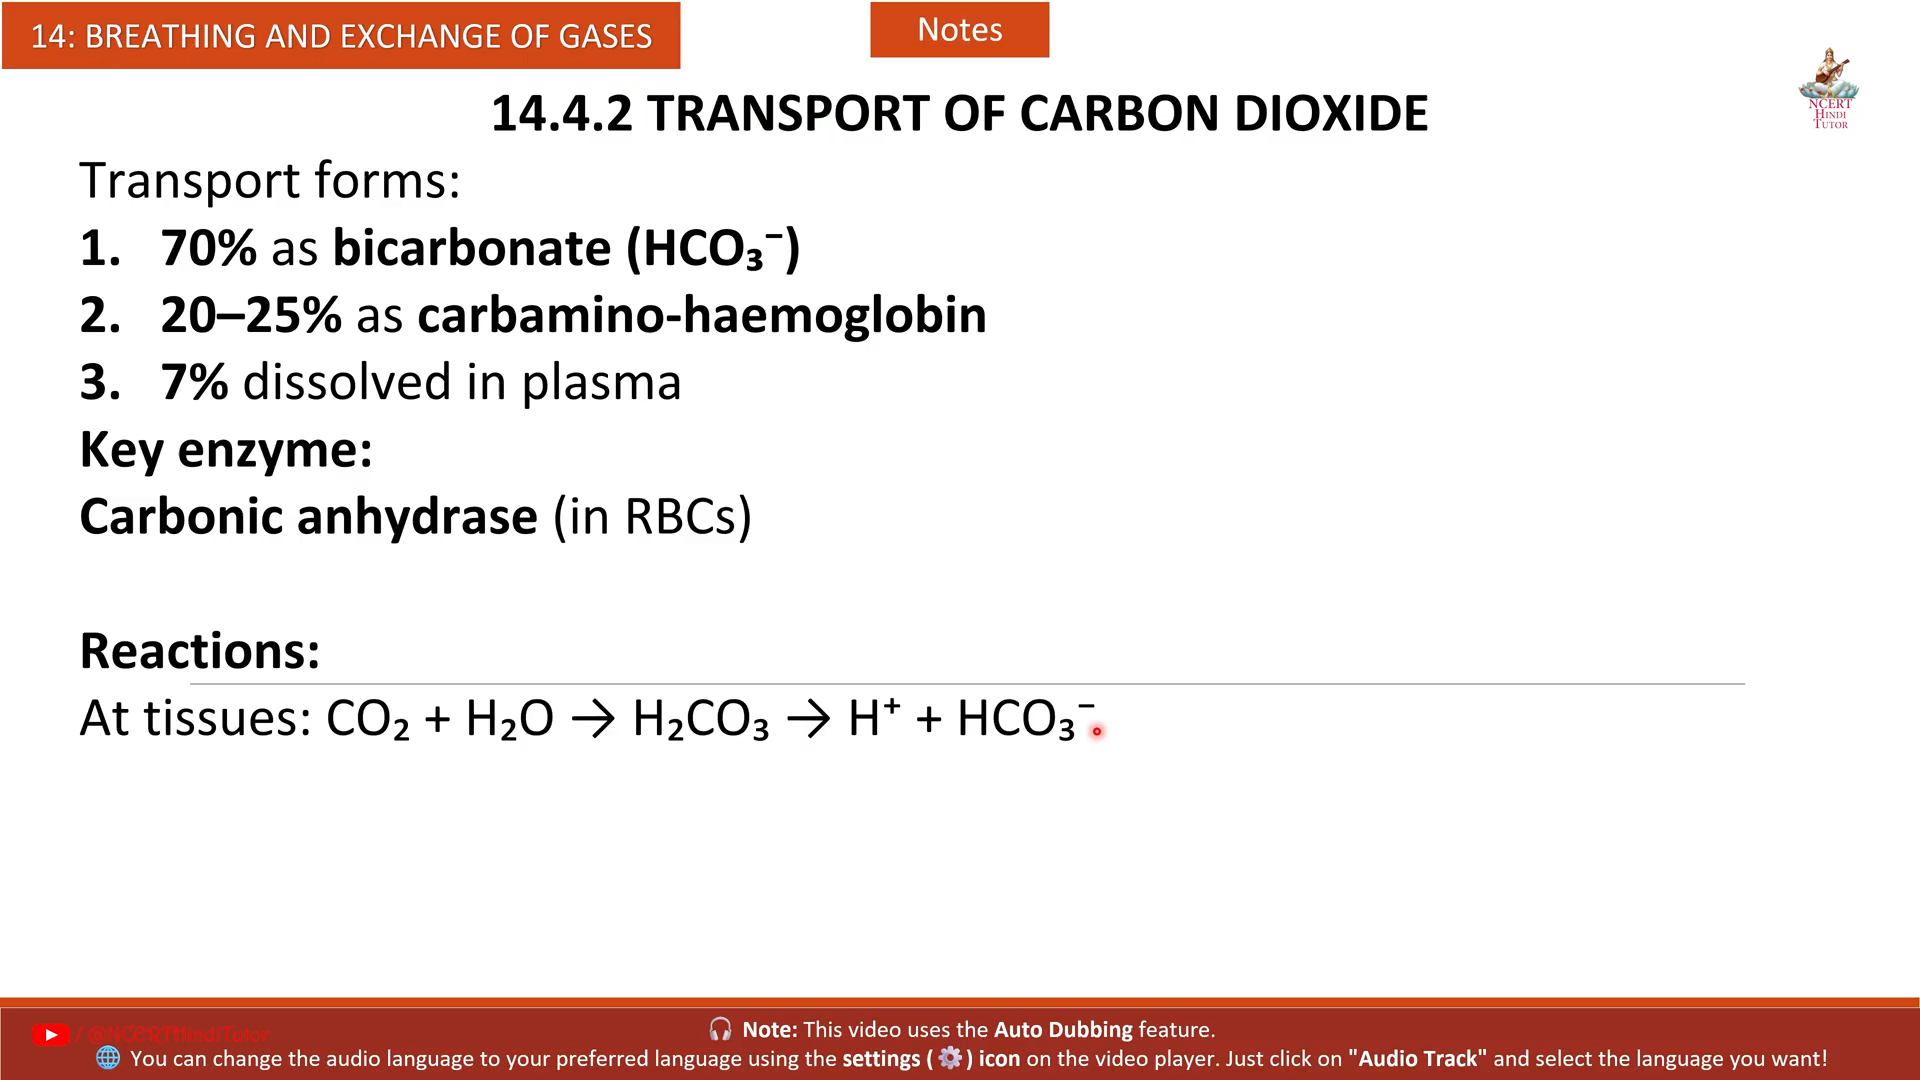 14: BREATHING AND EXCHANGE OF GASES
Notes
NCERT
HINDI
TUTOR
14.4.2 TRANSPORT OF CARBON DIOXIDE
Transport forms:
1. 70% as bicarbonate (HCO₃⁻)
2. 20–25% as carbamino-haemoglobin
3. 7% dissolved in plasma
Key enzyme:
Carbonic anhydrase (in RBCs)
Reactions:
At tissues: CO₂ + H₂O → H₂CO₃ → H⁺ + HCO₃⁻
/ @NCERTHindiTutor
🎧 Note: This video uses the Auto Dubbing feature.
🌐 You can change the audio language to your preferred language using the settings (⚙️) icon on the video player. Just click on "Audio Track" and select the language you want!